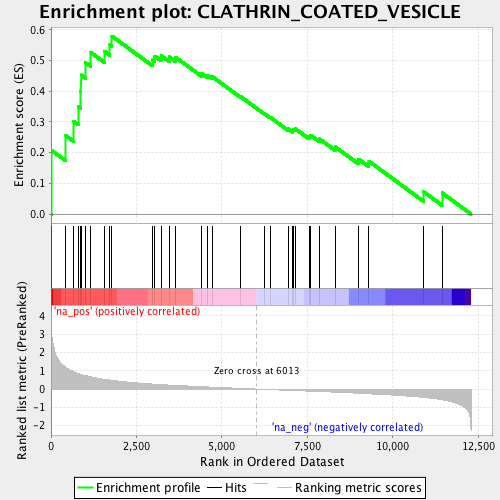 Enrichment plot: CLATHRIN_COATED_VESICLE
Enrichment score (ES)
0.6
0.5
0.4
0.3
0.2
0.1
0.0
'na_pos' (positively correlated)
Ranked list metric (PreRanked)
4
3
2
1
0
-1
-2
Zero cross at 6013
'na_neg' (negatively correlated)
0
2,500
5,000
7,500
10,000
12,500
Rank in Ordered Dataset
Enrichment profile
Hits
Ranking metric scores